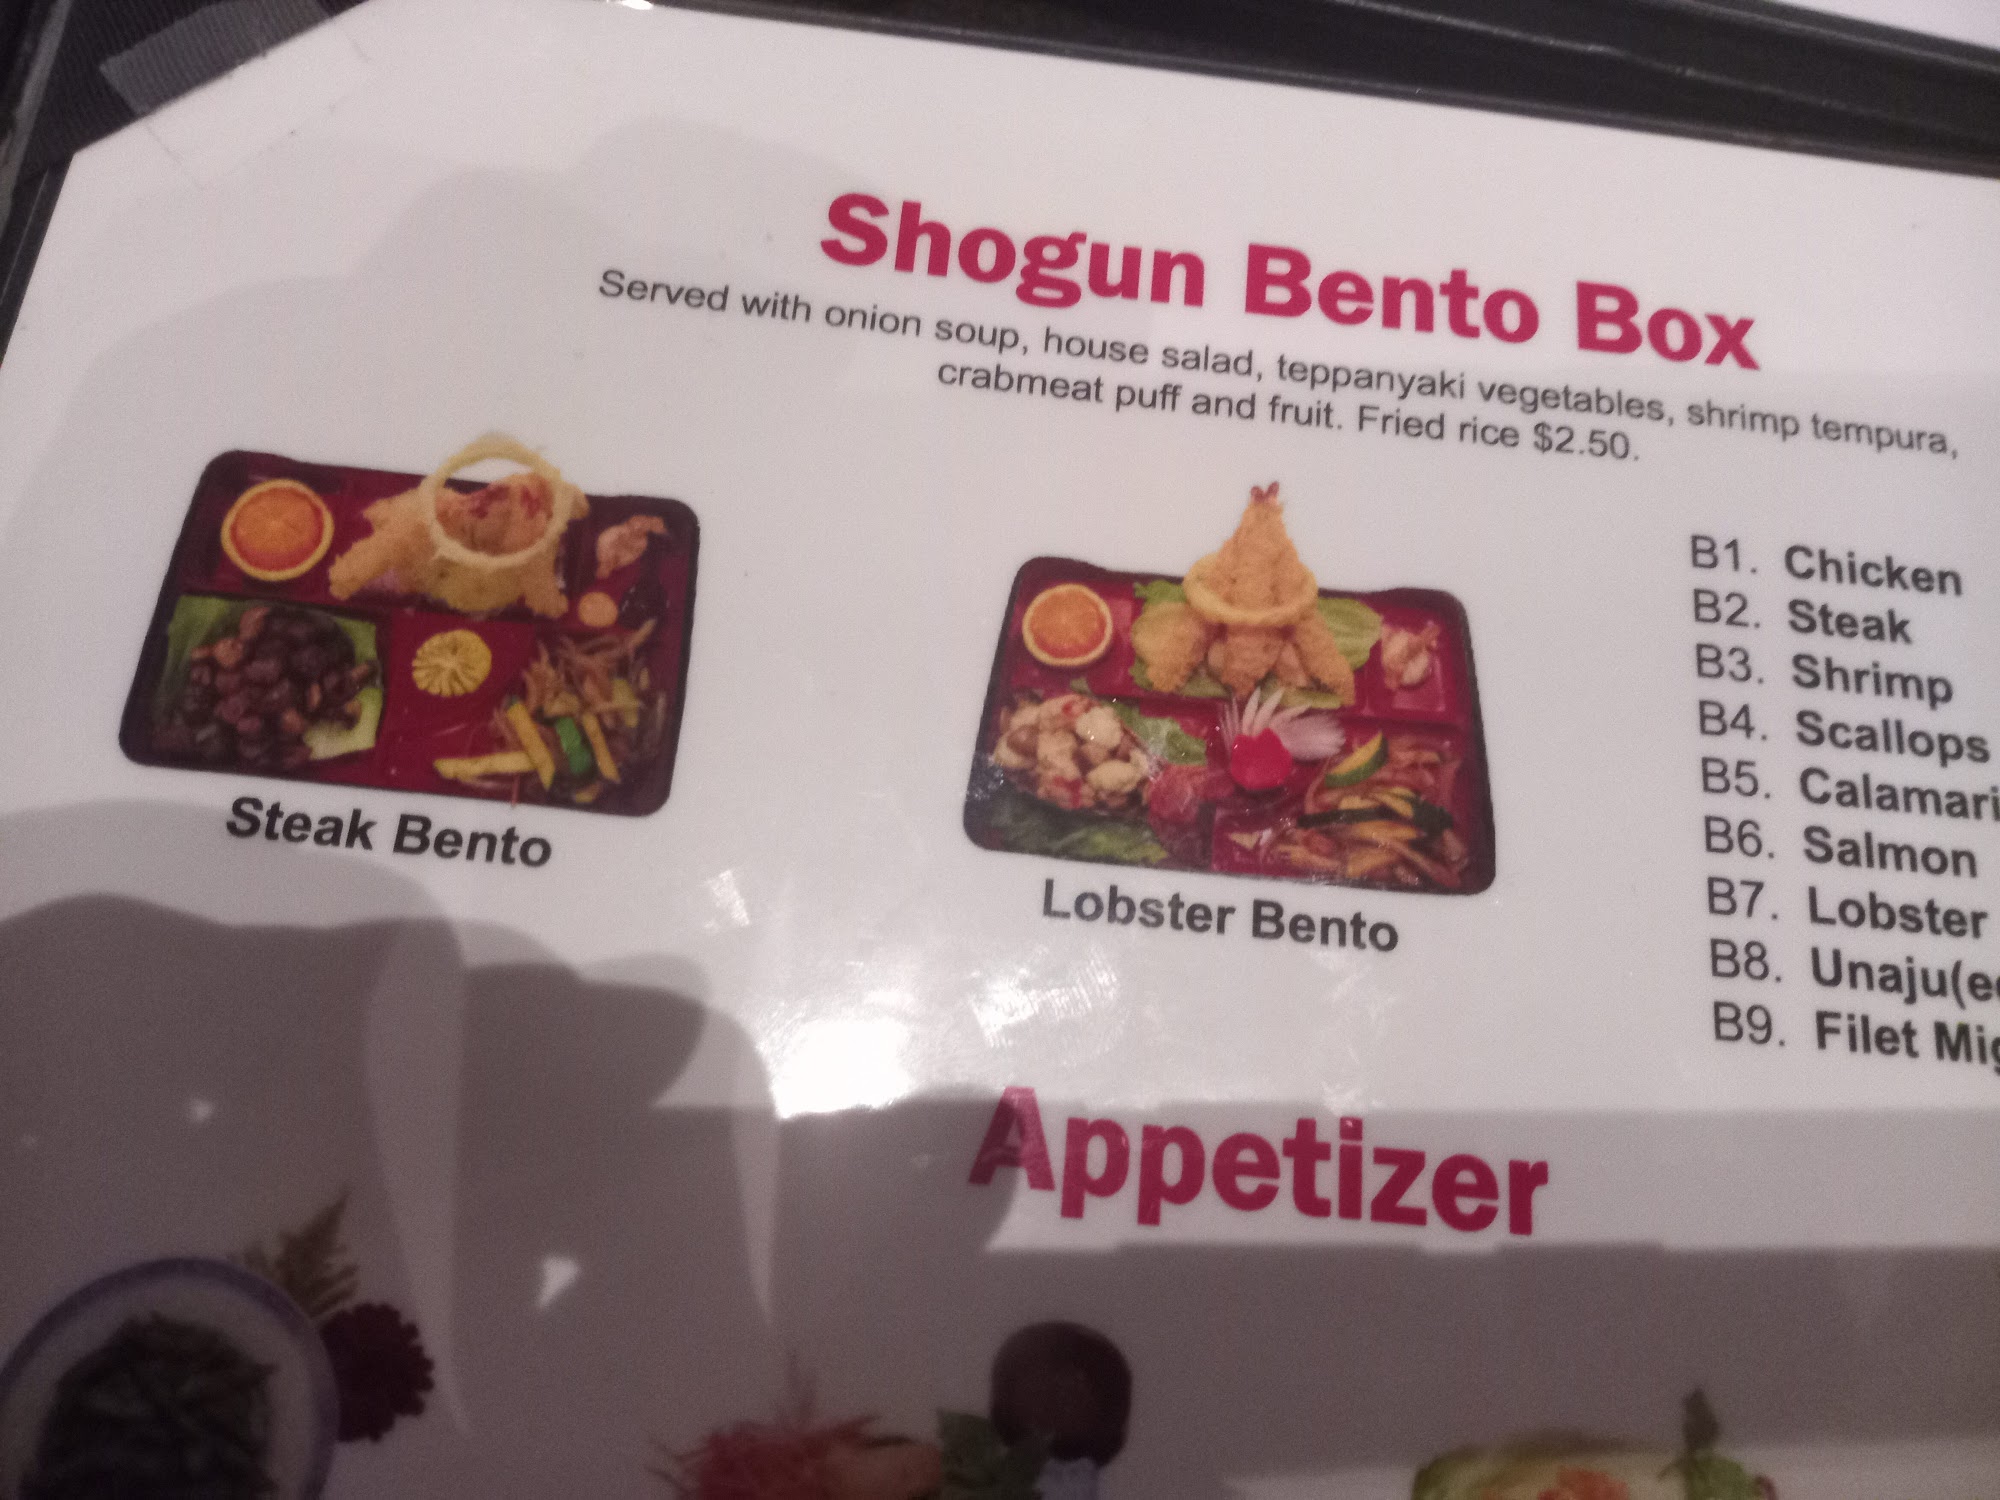 Shogun Bento Box
Served with onion soup, house salad, teppanyaki vegetables, shrimp tempura,
crabmeat puff and fruit. Fried rice $2.50.
B1. Chicken
B2. Steak
B3. Shrimp
B4. Scallops
B5. Calamari
B6. Salmon
B7. Lobster
B8. Unaju(e
B9. Filet Mig
Steak Bento
Lobster Bento
Appetizer